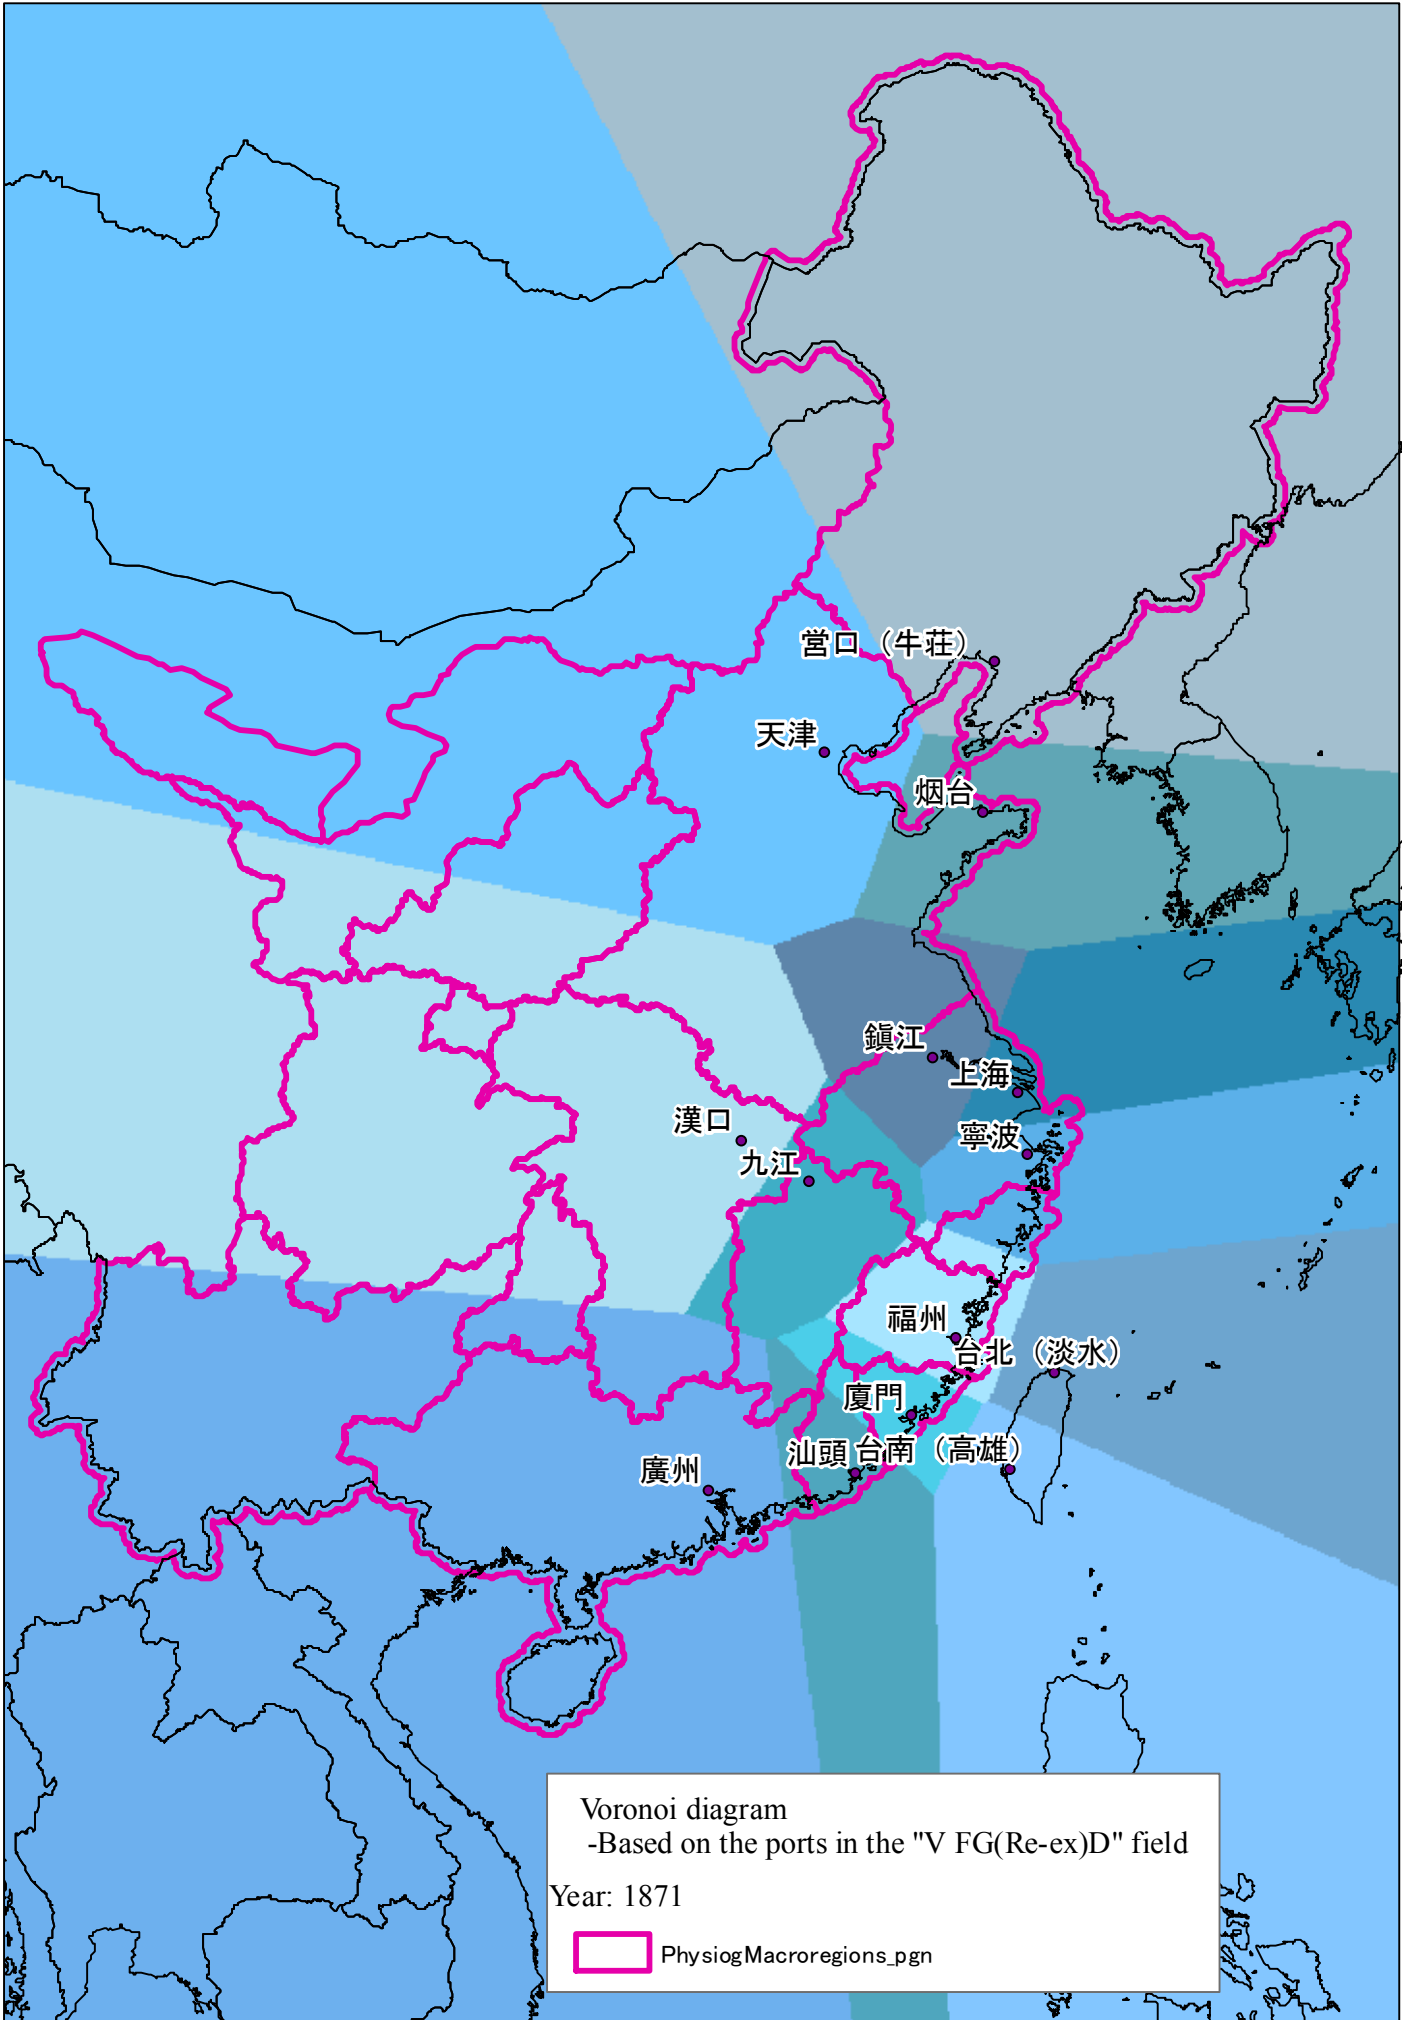 営口（牛荘）
天津
烟台
鎭江
上海
漢口
寧波
九江
福州
台北（淡水）
廈門
汕頭
台南（高雄）
廣州
Voronoi diagram
-Based on the ports in the "V FG(Re-ex)D" field
Year: 1871
PhysiogMacroregions_pgn